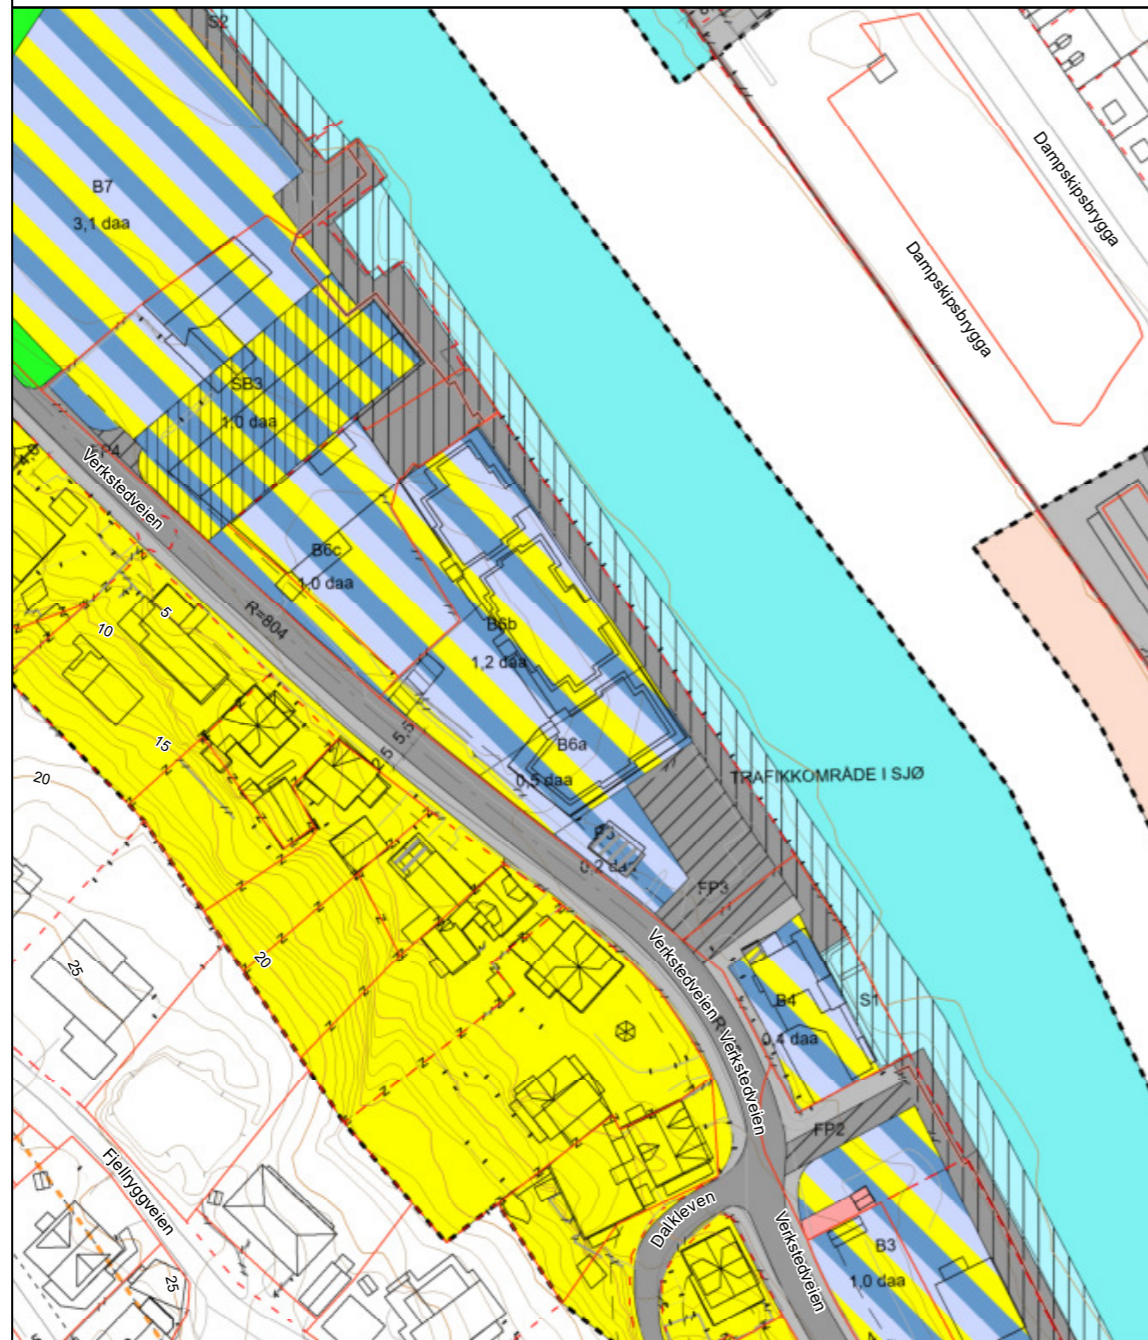 S2
Dampskipsbrygga
B7
3,1 daa
Dampskipsbrygga
SB3
1,0 daa
FP4
Verkstedveien
B6c
1,0 daa
5
R=804
10
B6b
1,2 daa
15
B6a
5,5
2,5
0,5 daa
20
TRAFIKKOMRÅDE I SJØ
0,2 daa
FP3
Verkstedveien
20
25
B4
S1
0,4 daa
Verkstedveien
FP2
Fjellryggveien
Dalkleven
Verkstedveien
B3
1,0 daa
25